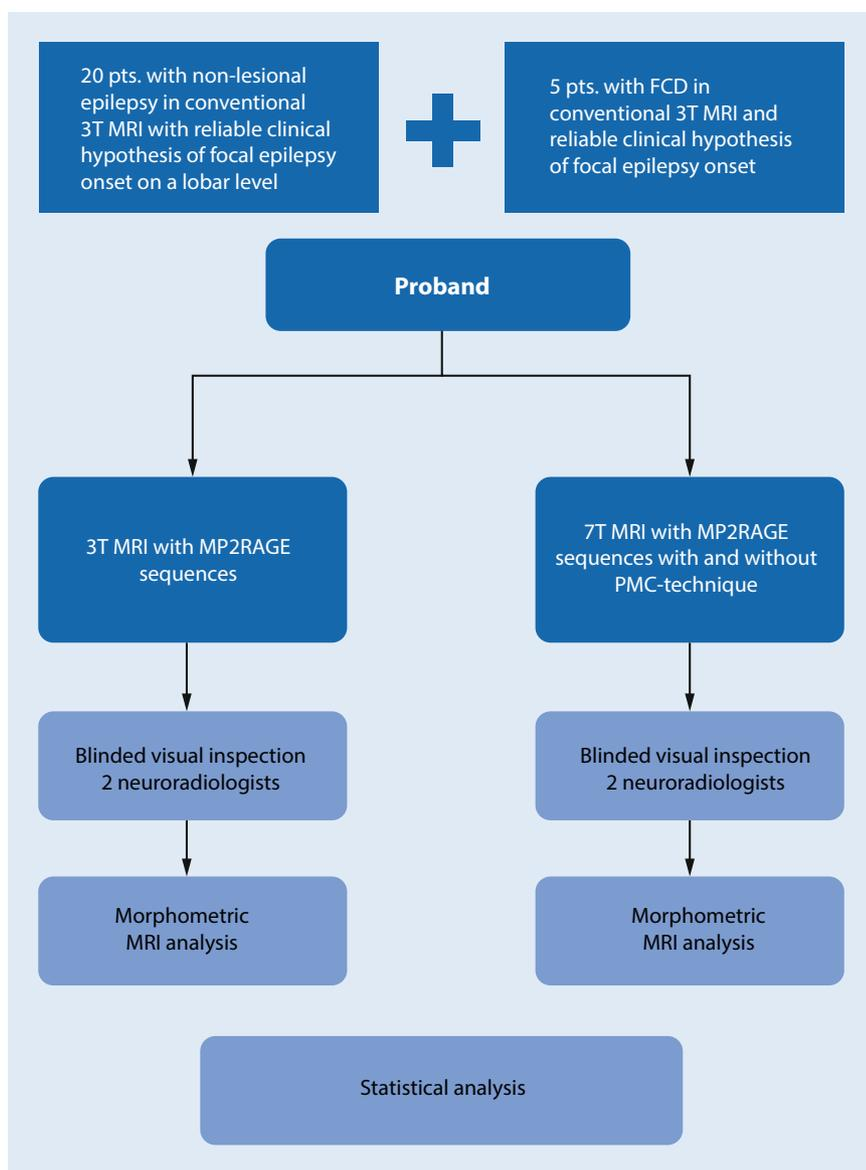 20 pts. with non-lesional
epilepsy in conventional
3T MRI with reliable clinical
hypothesis of focal epilepsy
onset on a lobar level
5 pts. with FCD in
conventional 3T MRI and
reliable clinical hypothesis
of focal epilepsy onset
Proband
3T MRI with MP2RAGE
sequences
7T MRI with MP2RAGE
sequences with and without
PMC-technique
Blinded visual inspection
2 neuroradiologists
Blinded visual inspection
2 neuroradiologists
Morphometric
MRI analysis
Morphometric
MRI analysis
Statistical analysis